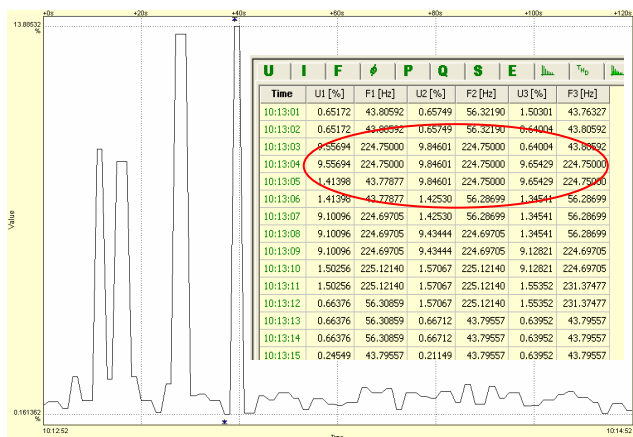 +0s +20s +40s +60s +80s +100s +120s
13.88532
%
U I F ϕ P Q S E THD
Time U1 [%] F1 [Hz] U2 [%] F2 [Hz] U3 [%] F3 [Hz]
10:13:01 0.65172 43.80592 0.65749 56.32190 1.50301 43.76327
10:13:02 0.65172 43.80592 0.65749 56.32190 0.64004 43.80592
10:13:03 9.55694 224.75000 9.84601 224.75000 0.64004 43.80592
10:13:04 9.55694 224.75000 9.84601 224.75000 9.65429 224.75000
10:13:05 1.41398 43.77877 9.84601 224.75000 9.65429 224.75000
10:13:06 1.41398 43.77877 1.42530 56.28699 1.34541 56.28699
10:13:07 9.10096 224.69705 1.42530 56.28699 1.34541 56.28699
10:13:08 9.10096 224.69705 9.43444 224.69705 1.34541 56.28699
10:13:09 9.10096 224.69705 9.43444 224.69705 9.12821 224.69705
10:13:10 1.50256 225.12140 1.57067 225.12140 9.12821 224.69705
10:13:11 1.50256 225.12140 1.57067 225.12140 1.55352 231.37477
10:13:12 0.66376 56.30859 1.57067 225.12140 1.55352 231.37477
10:13:13 0.66376 56.30859 0.66712 43.79557 0.63952 43.79557
10:13:14 0.66376 56.30859 0.66712 43.79557 0.63952 43.79557
10:13:15 0.24549 43.79557 0.21149 43.79557 0.63952 43.79557
Value
0.161362
%
10:12:52 10:14:52
Time